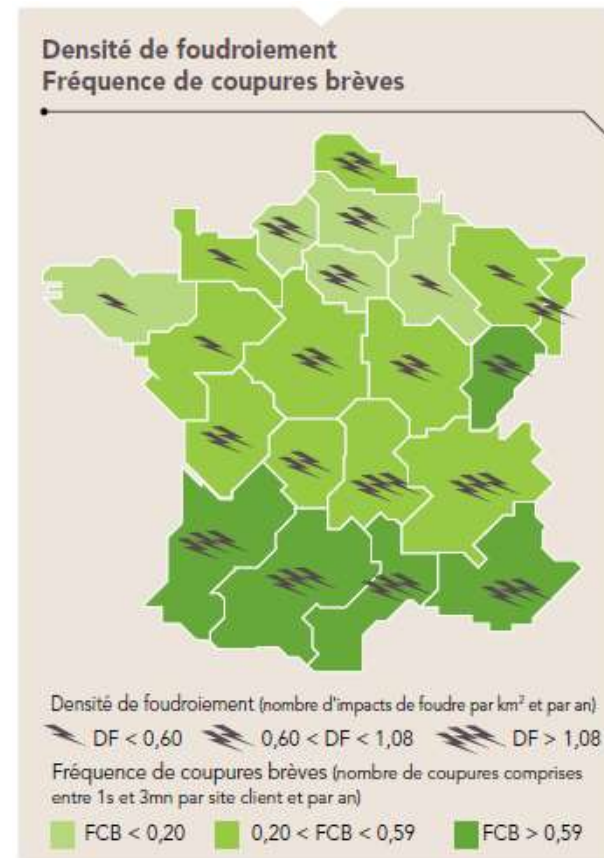 Densité de foudroiement
Fréquence de coupures brèves
Densité de foudroiement (nombre d'impacts de foudre par km² et par an)
DF < 0,60 0,60 < DF < 1,08 DF > 1,08
Fréquence de coupures brèves (nombre de coupures comprises
entre 1s et 3mn par site client et par an)
FCB < 0,20 0,20 < FCB < 0,59 FCB > 0,59